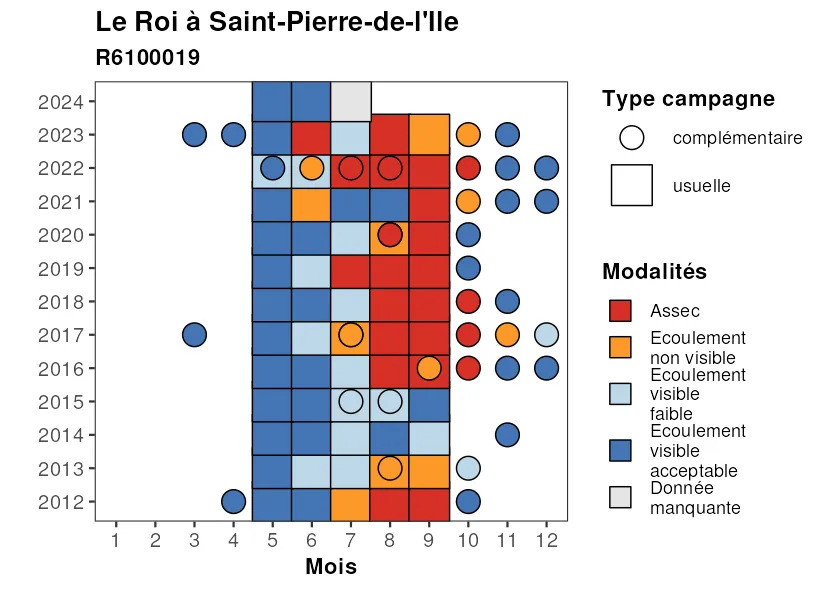 Le Roi à Saint-Pierre-de-l'Ile
R6100019
2024
2023
2022
2021
2020
2019
2018
2017
2016
2015
2014
2013
2012
1 2 3 4 5 6 7 8 9 10 11 12
Mois
Type campagne
complémentaire
usuelle
Modalités
Assec
Ecoulement
non visible
Ecoulement
visible
faible
Ecoulement
visible
acceptable
Donnée
manquante